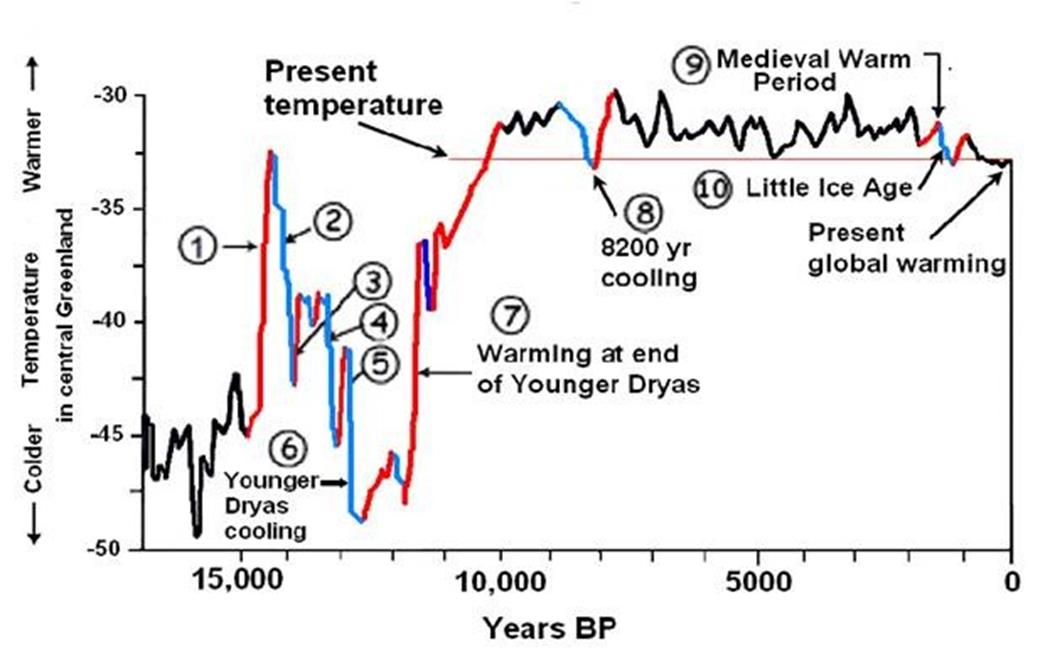 Present
temperature
⑨ Medieval Warm
Period
Colder Temperature Warmer
in central Greenland
-30
-35
-40
-45
-50
①
②
③
④
⑤
⑥
Younger
Dryas
cooling
⑦
Warming at end
of Younger Dryas
⑧
8200 yr
cooling
⑩ Little Ice Age
Present
global warming
15,000 10,000 5000 0
Years BP